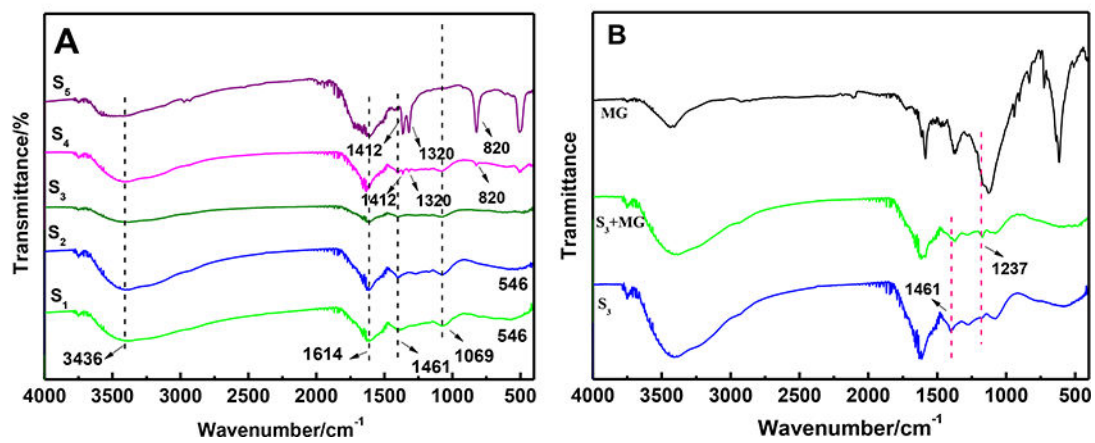 A
Transmittance/%
S5
S4
S3
S2
S1
1412
1320
820
1412
1320
820
546
546
3436
1614
1461
1069
4000 3500 3000 2500 2000 1500 1000 500
Wavenumber/cm-1
B
Tranmittance
MG
S3+MG
S3
1237
1461
4000 3500 3000 2500 2000 1500 1000 500
Wavenumber/cm-1